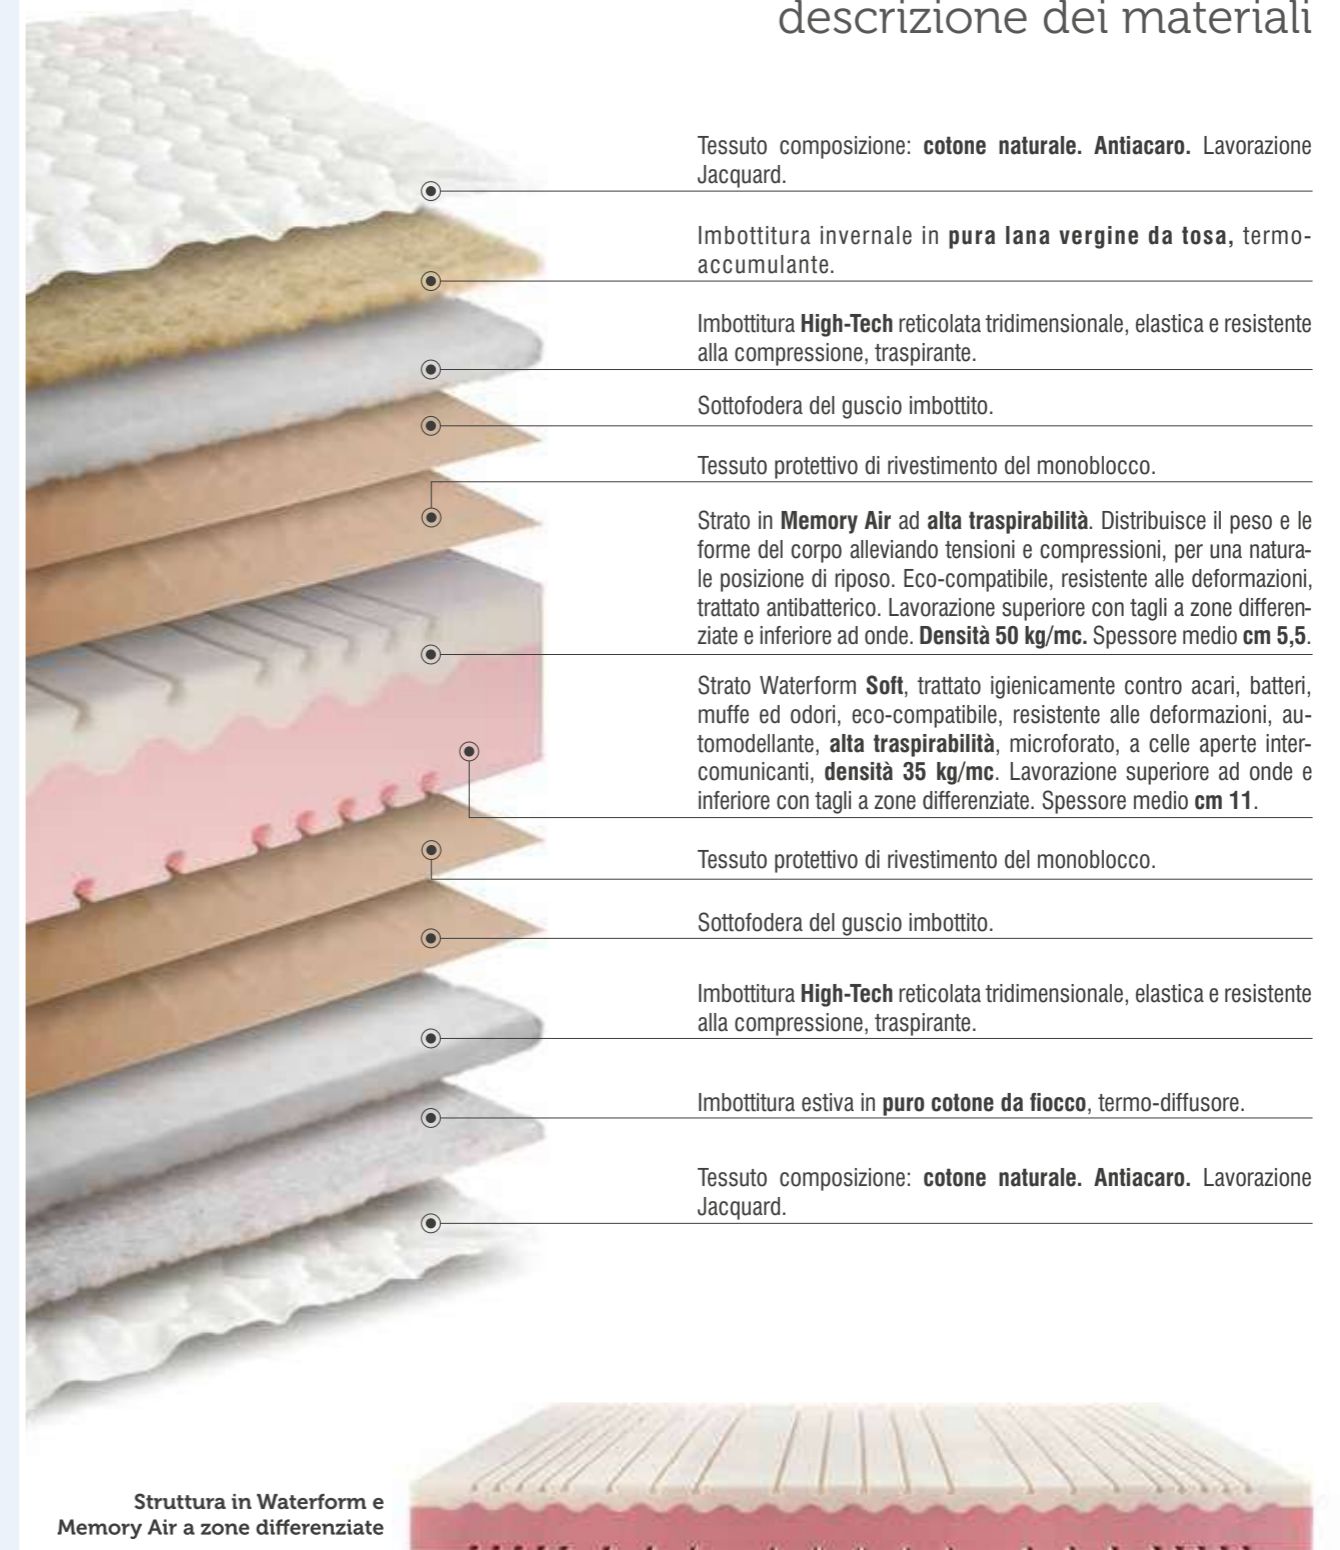 descrizione dei materiali
Tessuto composizione: cotone naturale. Antiacaro. Lavorazione
Jacquard.
Imbottitura invernale in pura lana vergine da tosa, termo-
accumulante.
Imbottitura High-Tech reticolata tridimensionale, elastica e resistente
alla compressione, traspirante.
Sottofodera del guscio imbottito.
Tessuto protettivo di rivestimento del monoblocco.
Strato in Memory Air ad alta traspirabilità. Distribuisce il peso e le
forme del corpo alleviando tensioni e compressioni, per una natura-
le posizione di riposo. Eco-compatibile, resistente alle deformazioni,
trattato antibatterico. Lavorazione superiore con tagli a zone differen-
ziate e inferiore ad onde. Densità 50 kg/mc. Spessore medio cm 5,5.
Strato Waterform Soft, trattato igienicamente contro acari, batteri,
muffe ed odori, eco-compatibile, resistente alle deformazioni, au-
tomodellante, alta traspirabilità, microforato, a celle aperte inter-
comunicanti, densità 35 kg/mc. Lavorazione superiore ad onde e
inferiore con tagli a zone differenziate. Spessore medio cm 11.
Tessuto protettivo di rivestimento del monoblocco.
Sottofodera del guscio imbottito.
Imbottitura High-Tech reticolata tridimensionale, elastica e resistente
alla compressione, traspirante.
Imbottitura estiva in puro cotone da fiocco, termo-diffusore.
Tessuto composizione: cotone naturale. Antiacaro. Lavorazione
Jacquard.
Struttura in Waterform e
Memory Air a zone differenziate